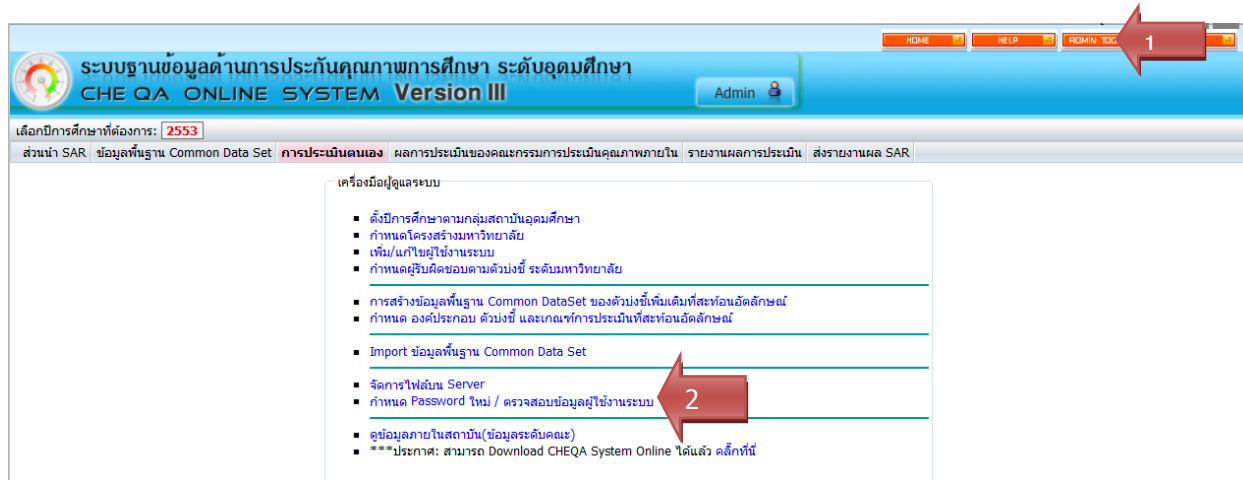 HOME HELP ADMIN TOO 1
ระบบฐานข้อมูลด้านการประกันคุณภาพการศึกษา ระดับอุดมศึกษา
CHE QA ONLINE SYSTEM Version III
Admin
เลือกปีการศึกษาที่ต้องการ: 2553
ส่วนนำ SAR ข้อมูลพื้นฐาน Common Data Set การประเมินตนเอง ผลการประเมินของคณะกรรมการประเมินคุณภาพภายใน รายงานผลการประเมิน ส่งรายงานผล SAR
เครื่องมือผู้ดูแลระบบ
ตั้งปีการศึกษาตามกลุ่มสถาบันอุดมศึกษา
กำหนดโครงสร้างมหาวิทยาลัย
เพิ่ม/แก้ไขผู้ใช้งานระบบ
กำหนดผู้รับผิดชอบตามตัวบ่งชี้ ระดับมหาวิทยาลัย
การสร้างข้อมูลพื้นฐาน Common DataSet ของตัวบ่งชี้เพิ่มเติมที่สะท้อนอัตลักษณ์
กำหนด องค์ประกอบ ตัวบ่งชี้ และเกณฑ์การประเมินที่สะท้อนอัตลักษณ์
Import ข้อมูลพื้นฐาน Common Data Set
จัดการไฟล์บน Server
กำหนด Password ใหม่ / ตรวจสอบข้อมูลผู้ใช้งานระบบ 2
ดูข้อมูลภายในสถาบัน(ข้อมูลระดับคณะ)
***ประกาศ: สามารถ Download CHEQA System Online ได้แล้ว คลิ๊กที่นี่